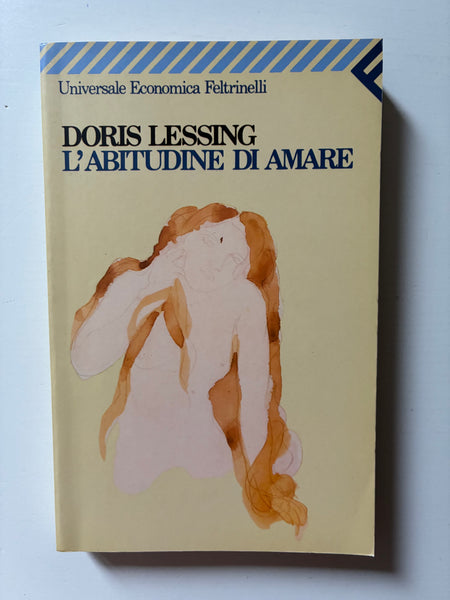 Universale Economica Feltrinelli
DORIS LESSING
L'ABITUDINE DI AMARE